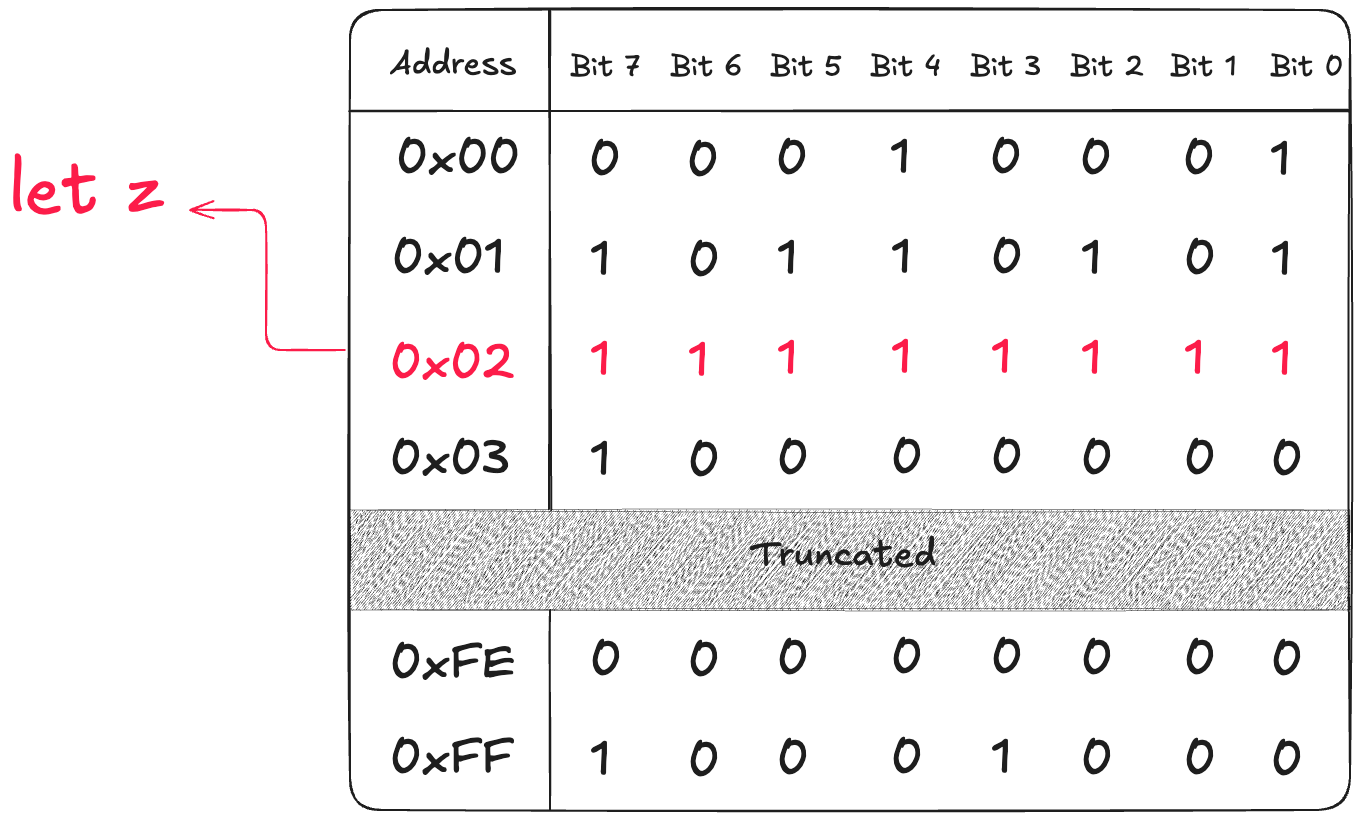 Address Bit 7 Bit 6 Bit 5 Bit 4 Bit 3 Bit 2 Bit 1 Bit 0
0x00 0 0 0 1 0 0 0 1
let z
0x01 1 0 1 1 0 1 0 1
0x02 1 1 1 1 1 1 1 1
0x03 1 0 0 0 0 0 0 0
Truncated
0xFE 0 0 0 0 0 0 0 0
0xFF 1 0 0 0 1 0 0 0